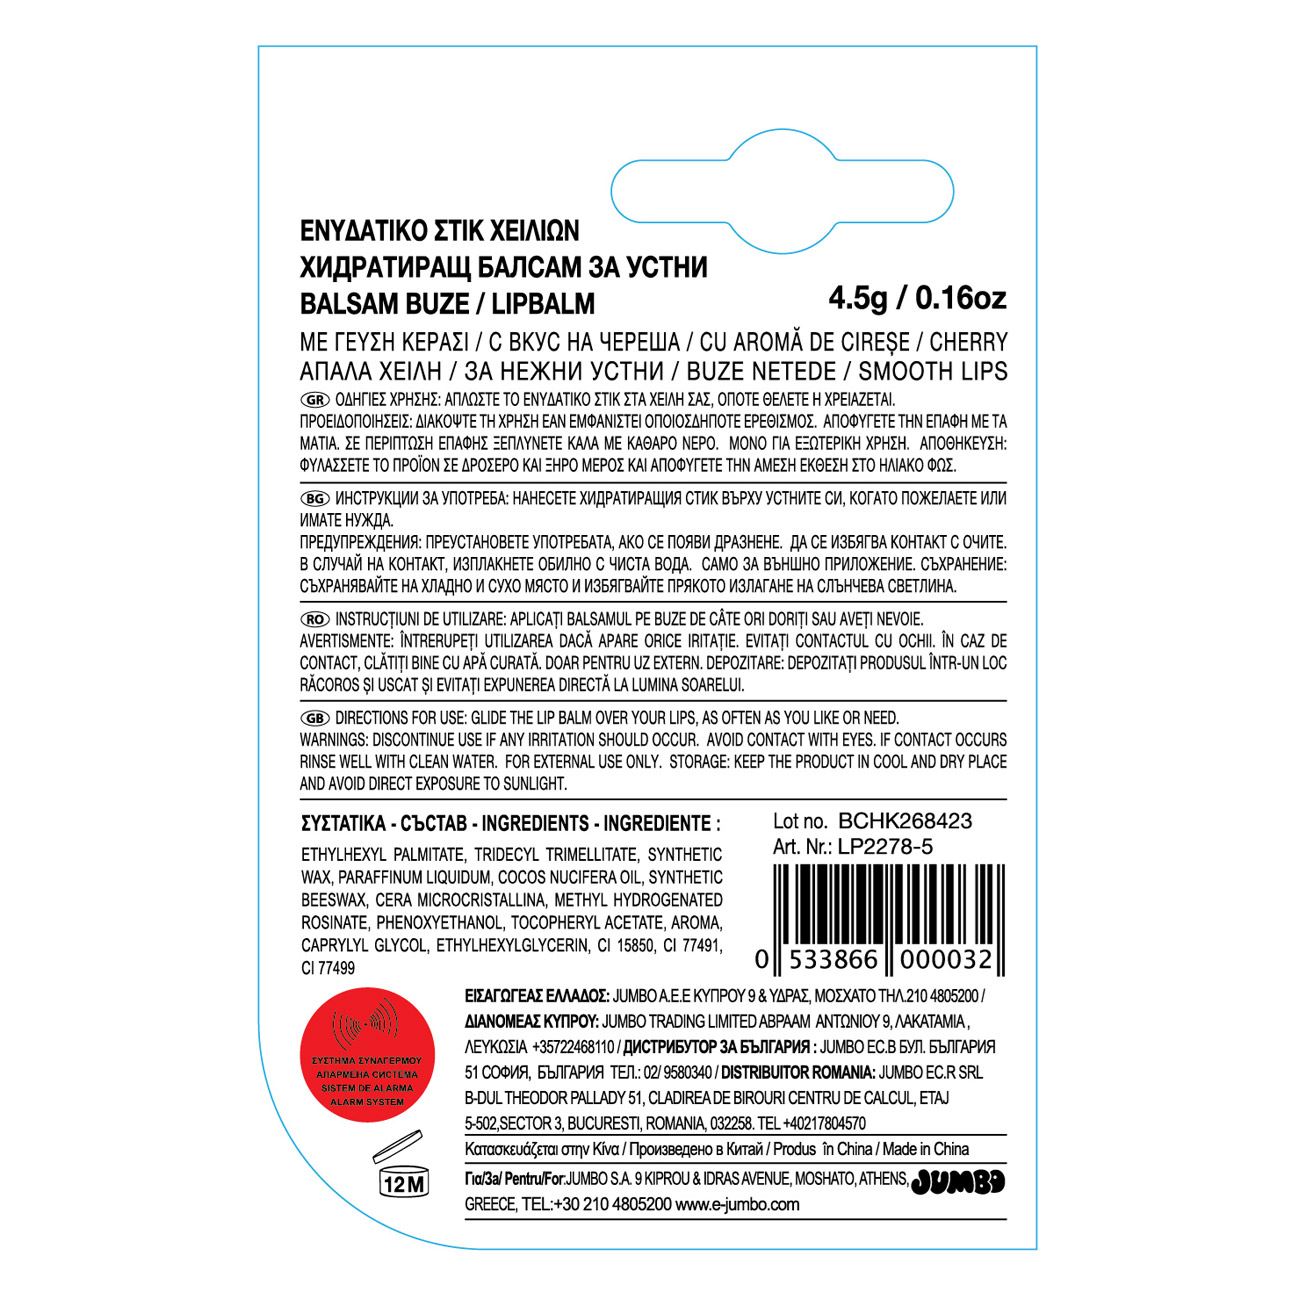 ΕΝΥΔΑΤΙΚΟ ΣΤΙΚ ΧΕΙΛΙΩΝ
ХИДРАТИРАЩ БАЛСАМ ЗА УСТНИ
BALSAM BUZE / LIPBALM
4.5g / 0.16oz
ΜΕ ΓΕΥΣΗ ΚΕΡΑΣΙ / С ВКУС НА ЧЕРЕША / CU AROMĂ DE CIREȘE / CHERRY
ΑΠΑΛΑ ΧΕΙΛΗ / ЗА НЕЖНИ УСТНИ / BUZE NETEDE / SMOOTH LIPS
GR ΟΔΗΓΙΕΣ ΧΡΗΣΗΣ: ΑΠΛΩΣΤΕ ΤΟ ΕΝΥΔΑΤΙΚΟ ΣΤΙΚ ΣΤΑ ΧΕΙΛΗ ΣΑΣ, ΟΠΟΤΕ ΘΕΛΕΤΕ Η ΧΡΕΙΑΖΕΤΑΙ.
ΠΡΟΕΙΔΟΠΟΙΗΣΕΙΣ: ΔΙΑΚΟΨΤΕ ΤΗ ΧΡΗΣΗ ΕΑΝ ΕΜΦΑΝΙΣΤΕΙ ΟΠΟΙΟΣΔΗΠΟΤΕ ΕΡΕΘΙΣΜΟΣ. ΑΠΟΦΥΓΕΤΕ ΤΗΝ ΕΠΑΦΗ ΜΕ ΤΑ
ΜΑΤΙΑ. ΣΕ ΠΕΡΙΠΤΩΣΗ ΕΠΑΦΗΣ ΞΕΠΛΥΝΕΤΕ ΚΑΛΑ ΜΕ ΚΑΘΑΡΟ ΝΕΡΟ. ΜΟΝΟ ΓΙΑ ΕΞΩΤΕΡΙΚΗ ΧΡΗΣΗ. ΑΠΟΘΗΚΕΥΣΗ:
ΦΥΛΑΣΣΕΤΕ ΤΟ ΠΡΟΪΟΝ ΣΕ ΔΡΟΣΕΡΟ ΚΑΙ ΞΗΡΟ ΜΕΡΟΣ ΚΑΙ ΑΠΟΦΥΓΕΤΕ ΤΗΝ ΑΜΕΣΗ ΕΚΘΕΣΗ ΣΤΟ ΗΛΙΑΚΟ ΦΩΣ.
BG ИНСТРУКЦИИ ЗА УПОТРЕБА: НАНЕСЕТЕ ХИДРАТИРАЩИЯ СТИК ВЪРХУ УСТНИТЕ СИ, КОГАТО ПОЖЕЛАЕТЕ ИЛИ
ИМАТЕ НУЖДА.
ПРЕДУПРЕЖДЕНИЯ: ПРЕУСТАНОВЕТЕ УПОТРЕБАТА, АКО СЕ ПОЯВИ ДРАЗНЕНЕ. ДА СЕ ИЗБЯГВА КОНТАКТ С ОЧИТЕ.
В СЛУЧАЙ НА КОНТАКТ, ИЗПЛАКНЕТЕ ОБИЛНО С ЧИСТА ВОДА. САМО ЗА ВЪНШНО ПРИЛОЖЕНИЕ. СЪХРАНЕНИЕ:
СЪХРАНЯВАЙТЕ НА ХЛАДНО И СУХО МЯСТО И ИЗБЯГВАЙТЕ ПРЯКОТО ИЗЛАГАНЕ НА СЛЪНЧЕВА СВЕТЛИНА.
RO INSTRUCȚIUNI DE UTILIZARE: APLICAȚI BALSAMUL PE BUZE DE CÂTE ORI DORIȚI SAU AVEȚI NEVOIE.
AVERTISMENTE: ÎNTRERUPEȚI UTILIZAREA DACĂ APARE ORICE IRITAȚIE. EVITAȚI CONTACTUL CU OCHII. ÎN CAZ DE
CONTACT, CLĂTIȚI BINE CU APĂ CURATĂ. DOAR PENTRU UZ EXTERN. DEPOZITARE: DEPOZITAȚI PRODUSUL ÎNTR-UN LOC
RĂCOROS ȘI USCAT ȘI EVITAȚI EXPUNEREA DIRECTĂ LA LUMINA SOARELUI.
GB DIRECTIONS FOR USE: GLIDE THE LIP BALM OVER YOUR LIPS, AS OFTEN AS YOU LIKE OR NEED.
WARNINGS: DISCONTINUE USE IF ANY IRRITATION SHOULD OCCUR. AVOID CONTACT WITH EYES. IF CONTACT OCCURS
RINSE WELL WITH CLEAN WATER. FOR EXTERNAL USE ONLY. STORAGE: KEEP THE PRODUCT IN COOL AND DRY PLACE
AND AVOID DIRECT EXPOSURE TO SUNLIGHT.
ΣΥΣΤΑΤΙΚΑ - СЪСТАВ - INGREDIENTS - INGREDIENTE :
ETHYLHEXYL PALMITATE, TRIDECYL TRIMELLITATE, SYNTHETIC
WAX, PARAFFINUM LIQUIDUM, COCOS NUCIFERA OIL, SYNTHETIC
BEESWAX, CERA MICROCRISTALLINA, METHYL HYDROGENATED
ROSINATE, PHENOXYETHANOL, TOCOPHERYL ACETATE, AROMA,
CAPRYLYL GLYCOL, ETHYLHEXYLGLYCERIN, CI 15850, CI 77491,
CI 77499
Lot no. BCHK268423
Art. Nr.: LP2278-5
0 533866 000032
ΣΥΣΤΗΜΑ ΣΥΝΑΓΕΡΜΟΥ
АЛАРМЕНА СИСТЕМА
SISTEM DE ALARMA
ALARM SYSTEM
12 M
ΕΙΣΑΓΩΓΕΑΣ ΕΛΛΑΔΟΣ: JUMBO Α.Ε.Ε ΚΥΠΡΟΥ 9 & ΥΔΡΑΣ, ΜΟΣΧΑΤΟ ΤΗΛ.210 4805200 /
ΔΙΑΝΟΜΕΑΣ ΚΥΠΡΟΥ: JUMBO TRADING LIMITED ΑΒΡΑΑΜ ΑΝΤΩΝΙΟΥ 9, ΛΑΚΑΤΑΜΙΑ ,
ΛΕΥΚΩΣΙΑ +35722468110 / ДИСТРИБУТОР ЗА БЪЛГАРИЯ : JUMBO EC.B БУЛ. БЪЛГАРИЯ
51 СОФИЯ, БЪЛГАРИЯ ТЕЛ.: 02/ 9580340 / DISTRIBUITOR ROMANIA: JUMBO EC.R SRL
B-DUL THEODOR PALLADY 51, CLADIREA DE BIROURI CENTRU DE CALCUL, ETAJ
5-502,SECTOR 3, BUCURESTI, ROMANIA, 032258. TEL +40217804570
Κατασκευάζεται στην Κίνα / Произведено в Китай / Produs în China / Made in China
Για/За/ Pentru/For:JUMBO S.A. 9 KIPROU & IDRAS AVENUE, MOSHATO, ATHENS, JUMBO
GREECE, TEL:+30 210 4805200 www.e-jumbo.com